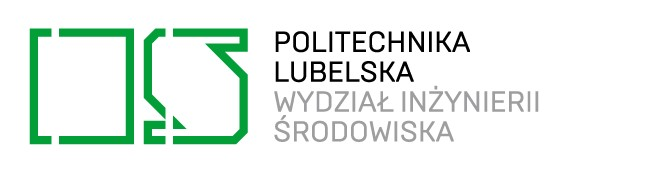 POLITECHNIKA
LUBELSKA
WYDZIAŁ INŻYNIERII
ŚRODOWISKA